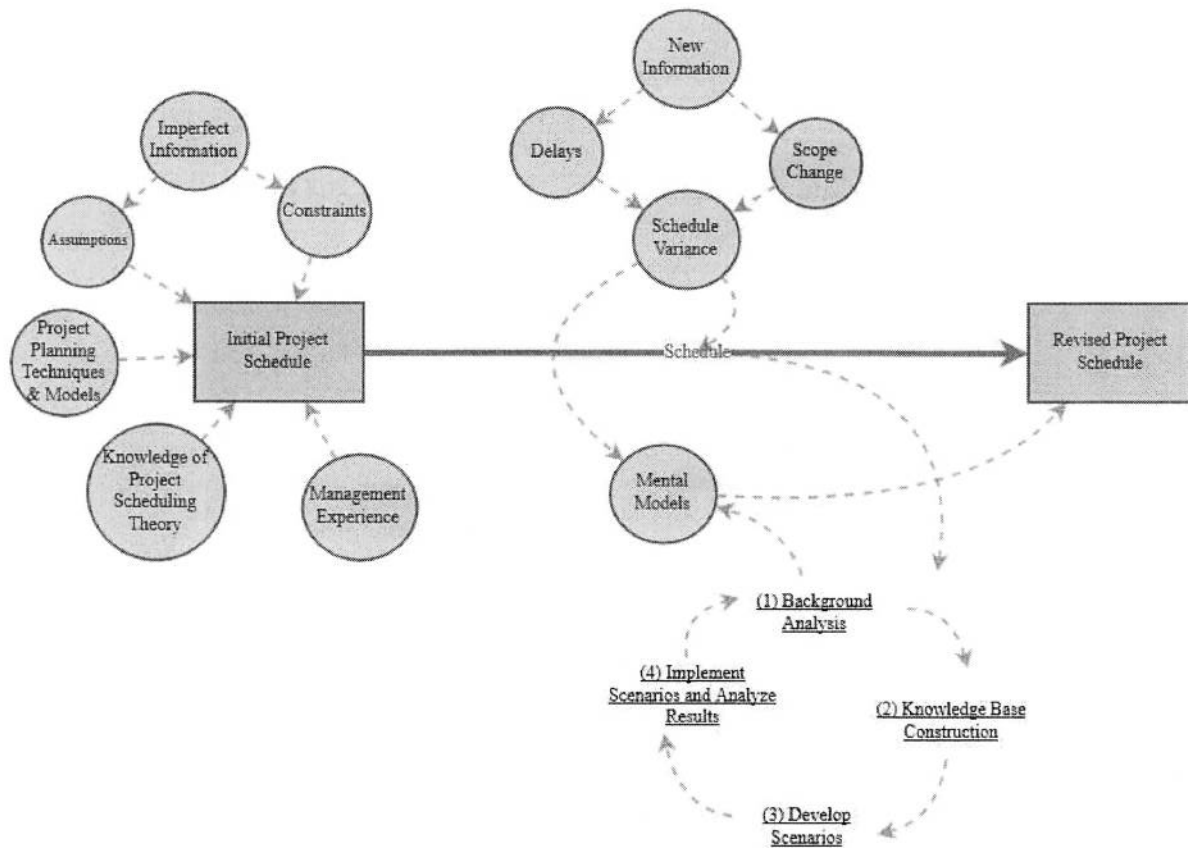 New
Information
Imperfect
Information
Delays
Scope
Change
Constraints
Assumptions
Schedule
Variance
Project
Planning
Techniques
& Models
Initial Project
Schedule
Schedule
Revised Project
Schedule
Knowledge of
Project
Scheduling
Theory
Management
Experience
Mental
Models
(1) Background
Analysis
(4) Implement
Scenarios and Analyze
Results
(2) Knowledge Base
Construction
(3) Develop
Scenarios